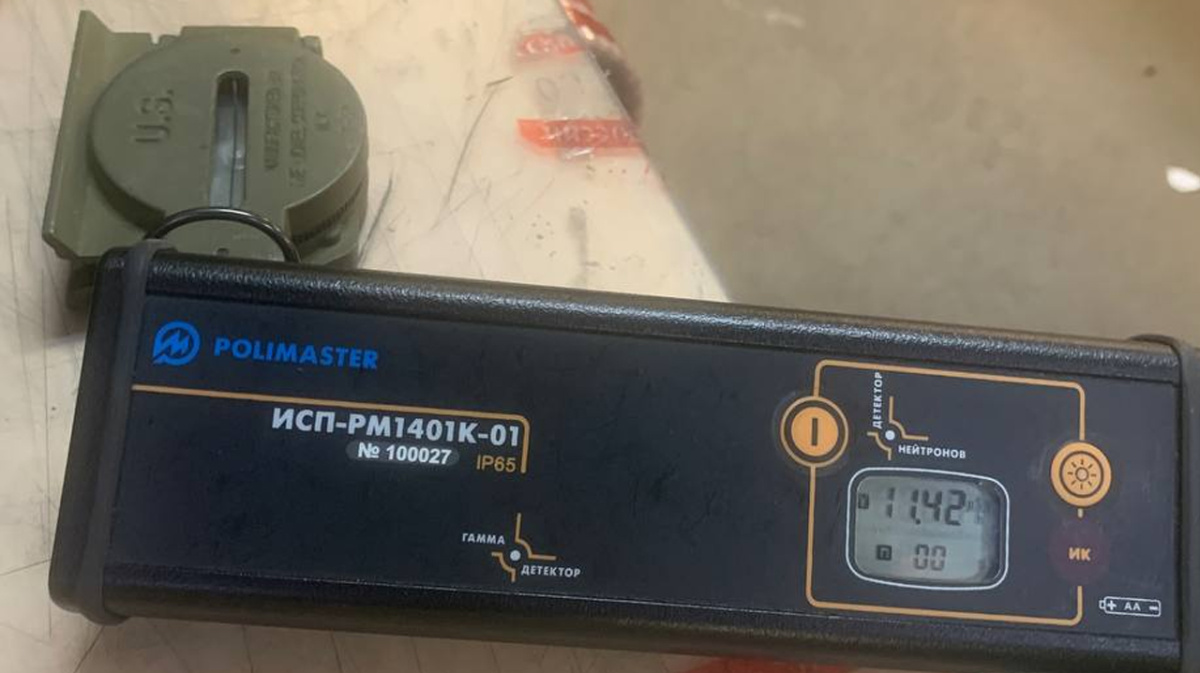 U.S.
POLIMASTER
ИСП-РМ1401К-01
№ 100027
IP65
ГАММА
ДЕТЕКТОР
ДЕТЕКТОР
НЕЙТРОНОВ
11,42
n 00
ИК
+ AA -